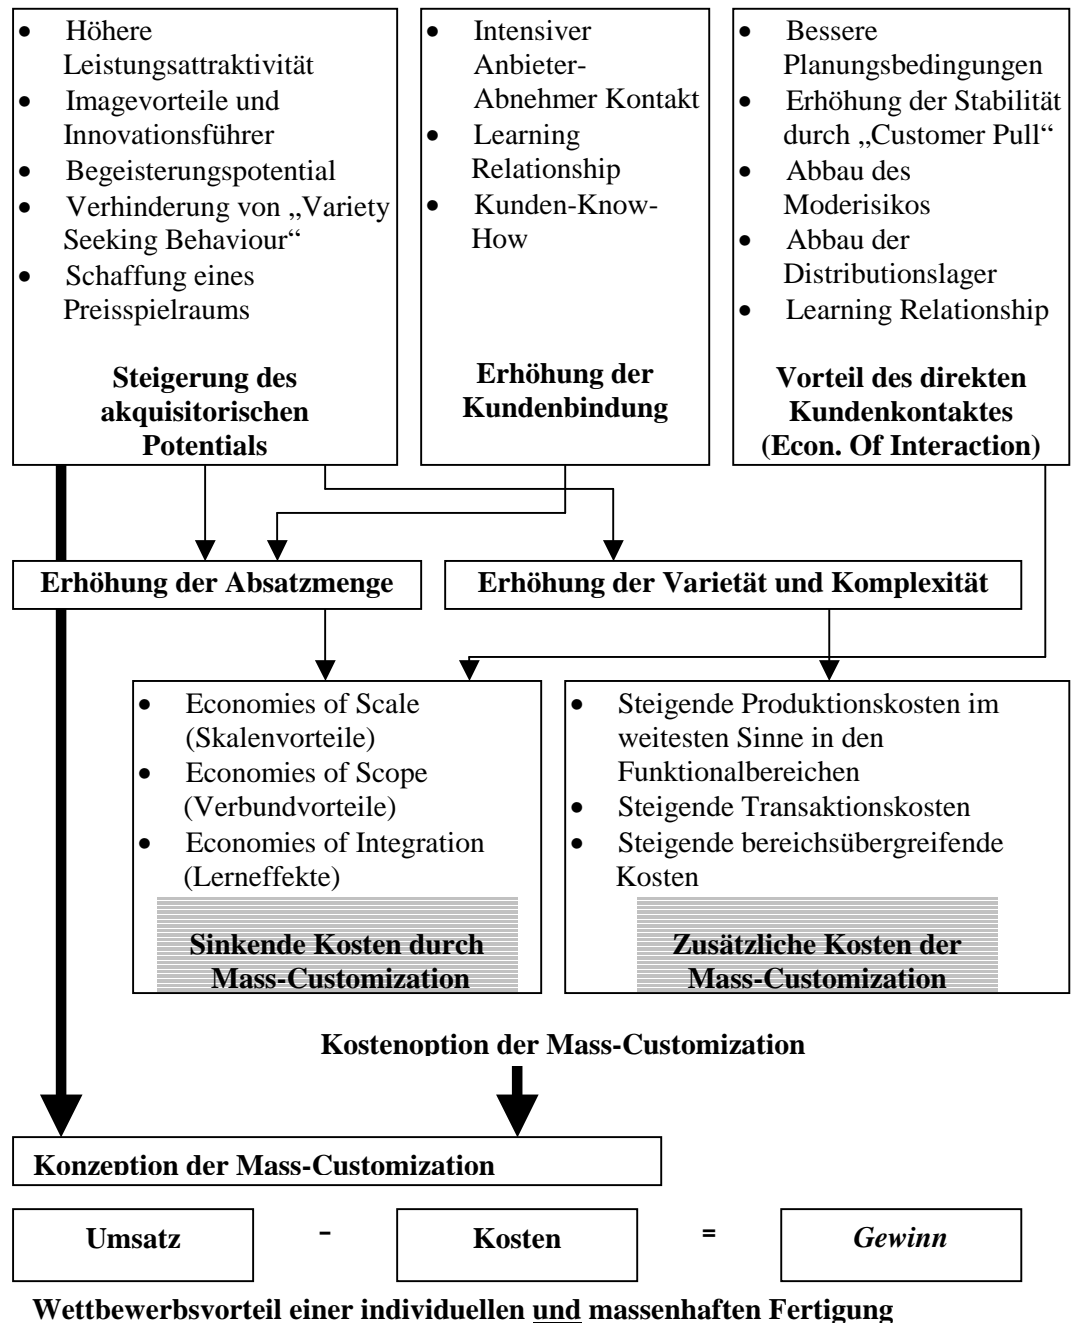 • Höhere
Leistungsattraktivität
• Imagevorteile und
Innovationsführer
• Begeisterungspotential
• Verhinderung von „Variety
Seeking Behaviour“
• Schaffung eines
Preisspielraums
Steigerung des
akquisitorischen
Potentials
• Intensiver
Anbieter-
Abnehmer Kontakt
• Learning
Relationship
• Kunden-Know-
How
Erhöhung der
Kundenbindung
• Bessere
Planungsbedingungen
• Erhöhung der Stabilität
durch „Customer Pull“
• Abbau des
Moderisikos
• Abbau der
Distributionslager
• Learning Relationship
Vorteil des direkten
Kundenkontaktes
(Econ. Of Interaction)
Erhöhung der Absatzmenge
Erhöhung der Varietät und Komplexität
• Economies of Scale
(Skalenvorteile)
• Economies of Scope
(Verbundvorteile)
• Economies of Integration
(Lerneffekte)
Sinkende Kosten durch
Mass-Customization
• Steigende Produktionskosten im
weitesten Sinne in den
Funktionalbereichen
• Steigende Transaktionskosten
• Steigende bereichsübergreifende
Kosten
Zusätzliche Kosten der
Mass-Customization
Kostenoption der Mass-Customization
Konzeption der Mass-Customization
Umsatz - Kosten = Gewinn
Wettbewerbsvorteil einer individuellen und massenhaften Fertigung